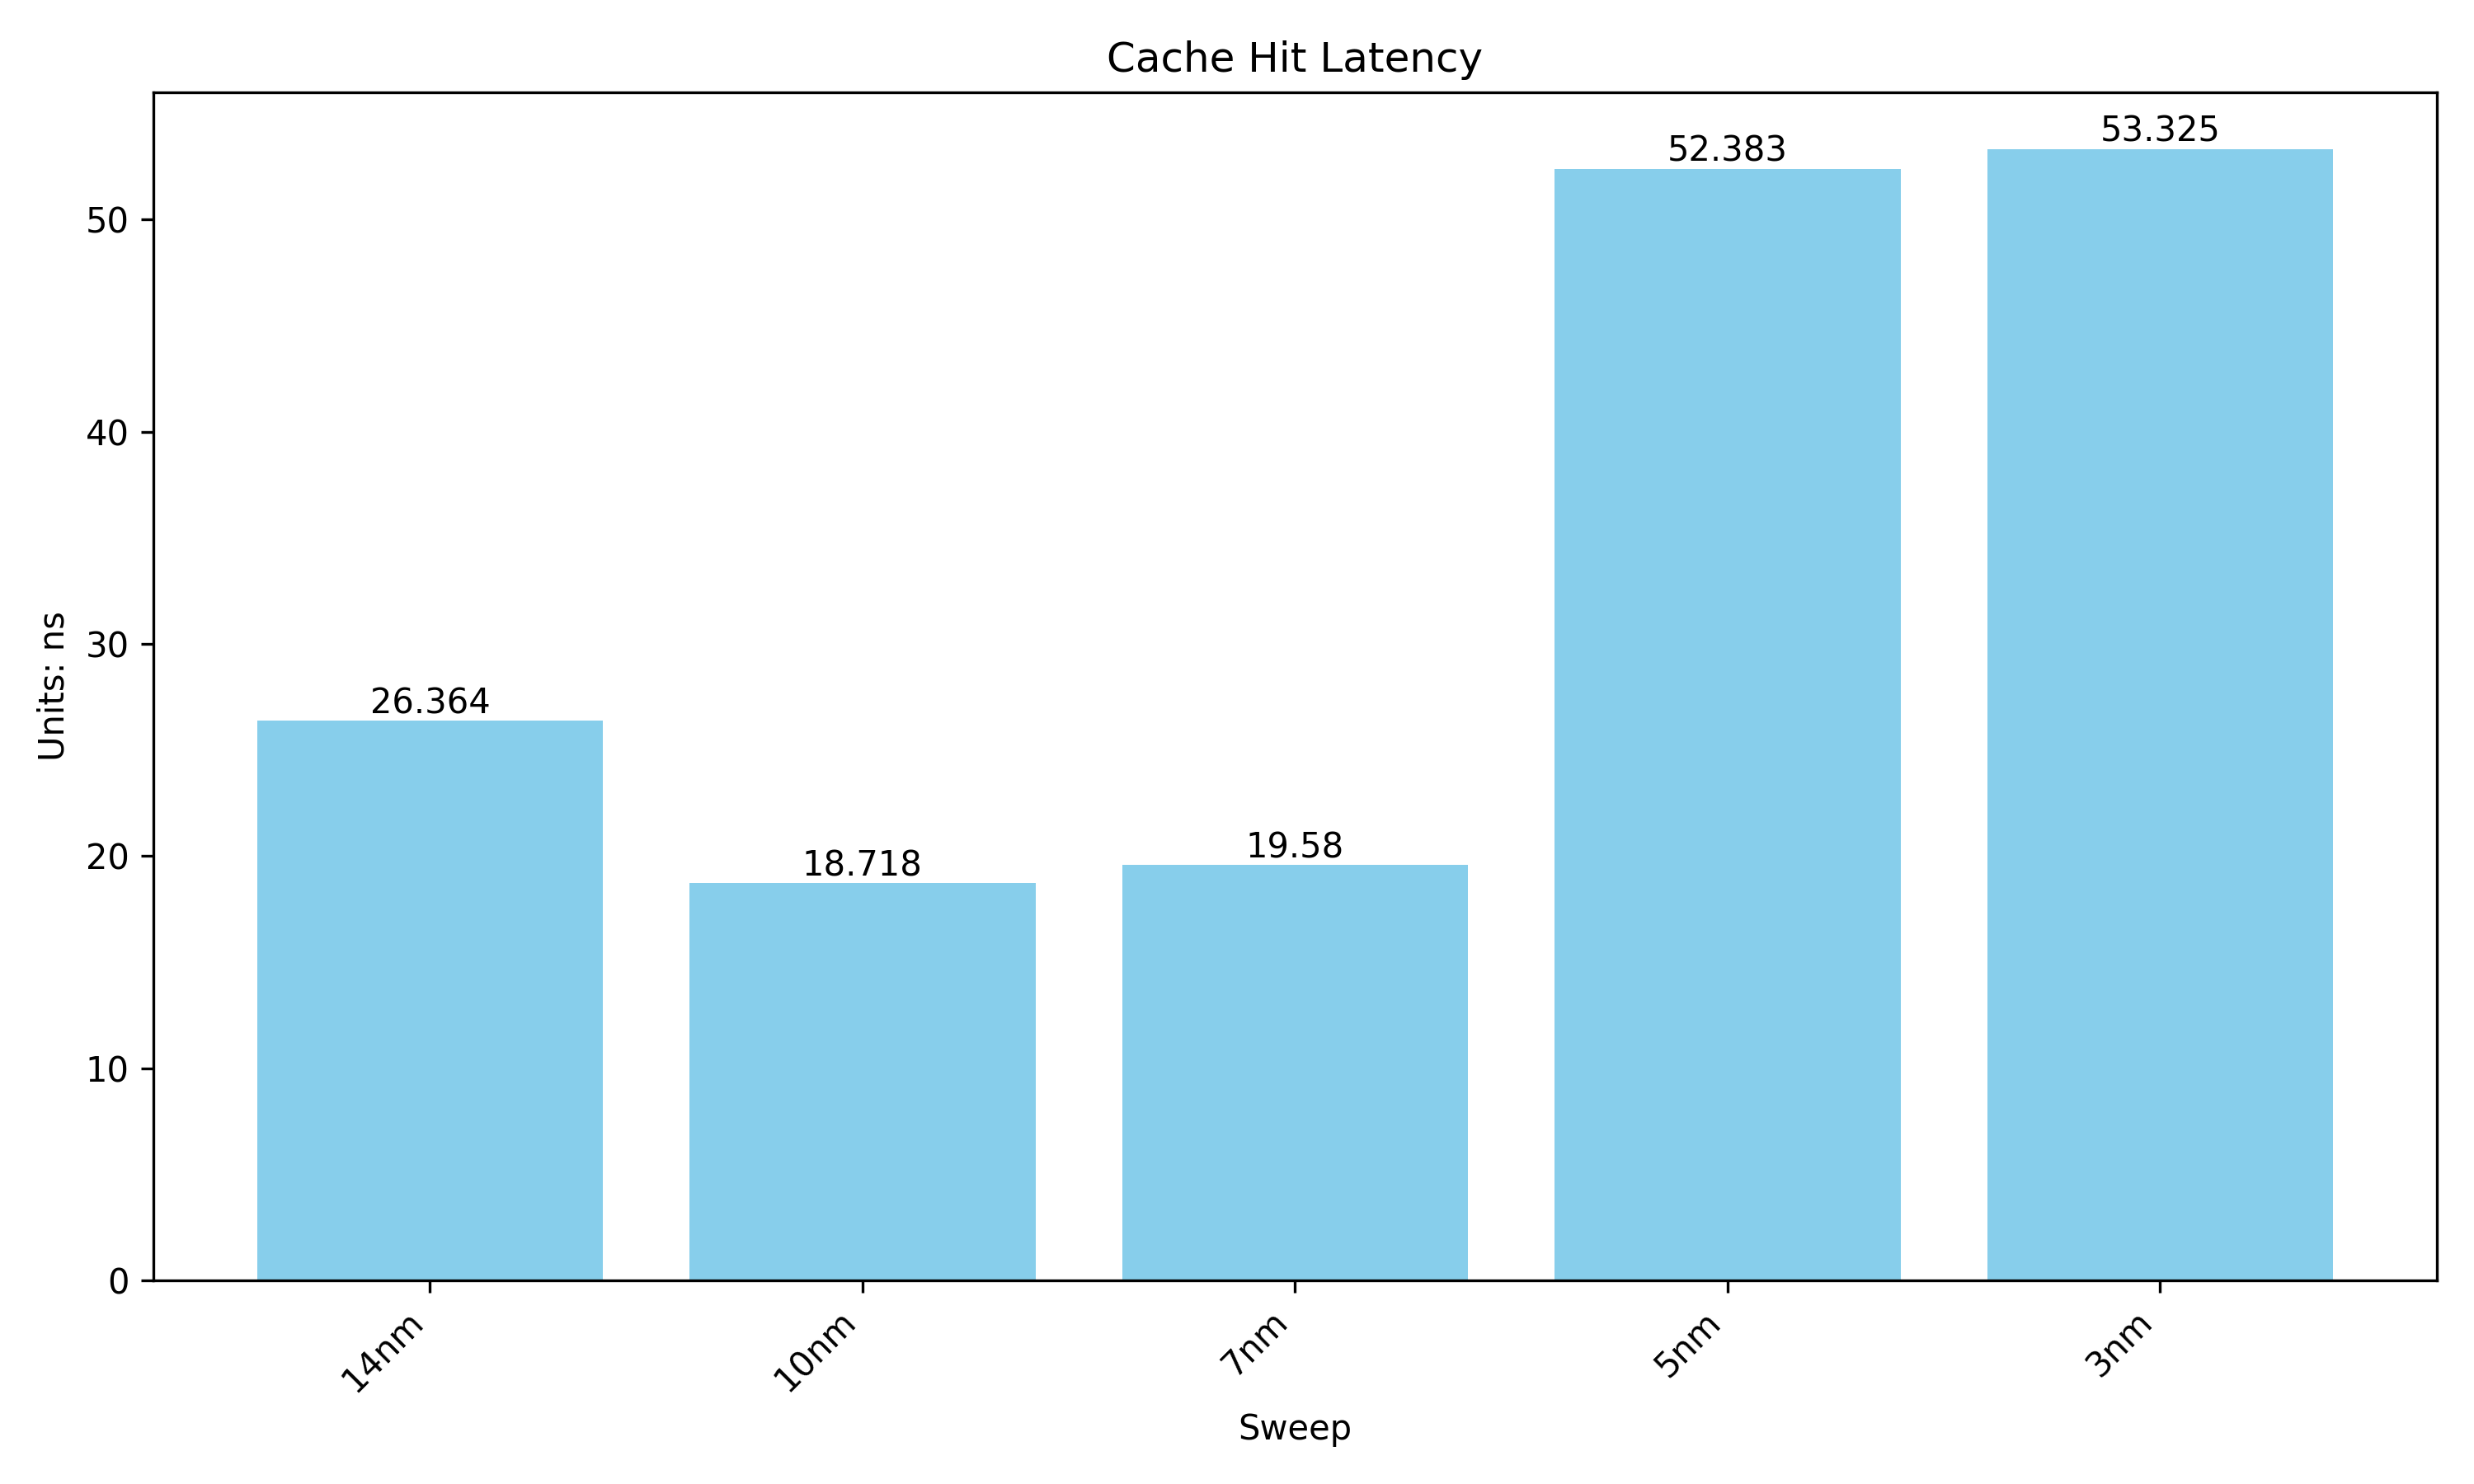 Cache Hit Latency
Units: ns
50
40
30
20
10
0
26.364
18.718
19.58
52.383
53.325
14nm
10nm
7nm
5nm
3nm
Sweep